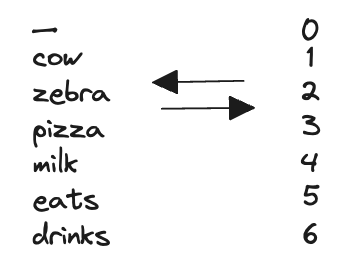 — 0
cow 1
zebra 2
pizza 3
milk 4
eats 5
drinks 6